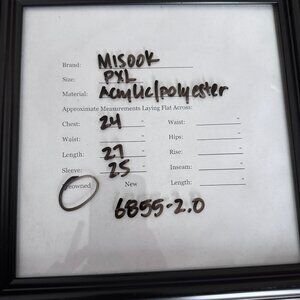 Brand: MISOOK
Size: PXL
Material: Acrylic/polyester
Approximate Measurements Laying Flat Across:
Chest: 24 " Waist: "
Waist: " Hips: "
Length: 27 " Rise: "
Sleeve: 25 " Inseam: "
Preowned New Length: "
6855-2.0